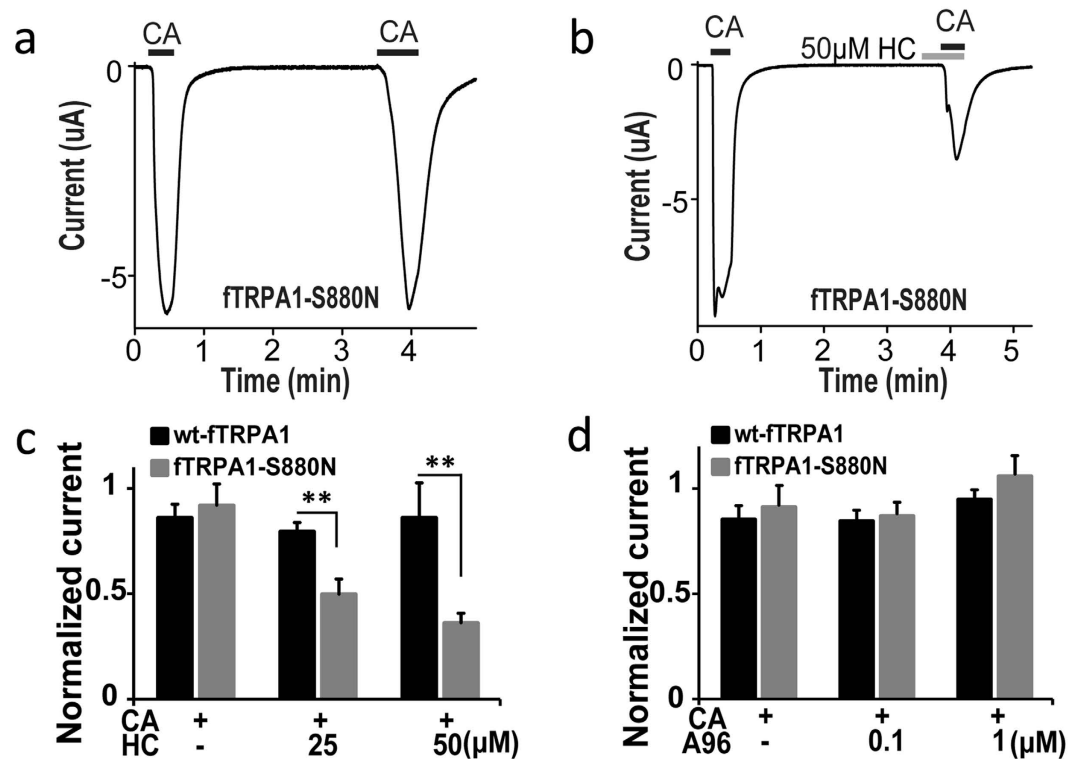 a
CA CA
0
-5
Current (uA)
fTRPA1-S880N
0 1 2 3 4
Time (min)
b
CA
50μM HC
CA
0
-5
Current (uA)
fTRPA1-S880N
0 1 2 3 4 5
Time (min)
c
wt-fTRPA1
fTRPA1-S880N
** **
1
0.5
0
Normalized current
CA + + +
HC - 25 50(μM)
d
wt-fTRPA1
fTRPA1-S880N
1
0.5
0
Normalized current
CA + + +
A96 - 0.1 1(μM)